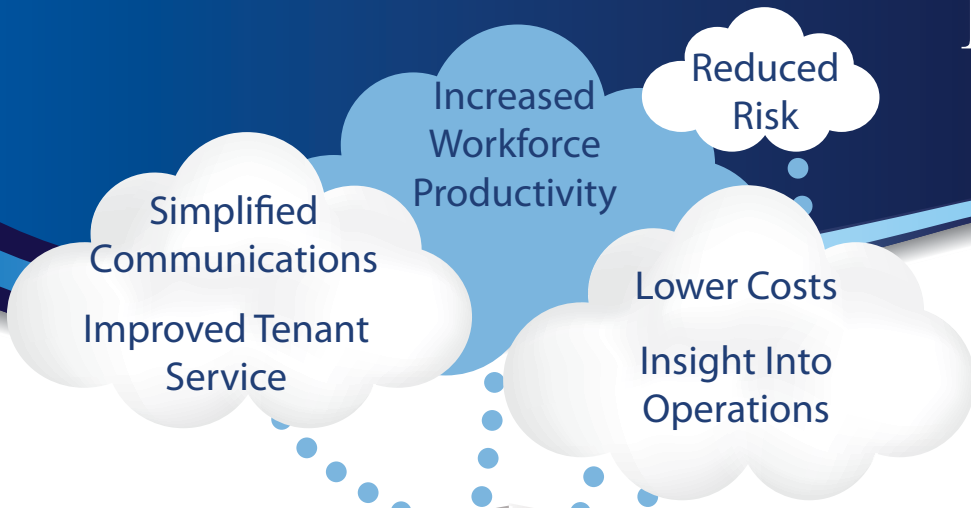 Reduced
Risk
Increased
Workforce
Productivity
Simplified
Communications
Improved Tenant
Service
Lower Costs
Insight Into
Operations